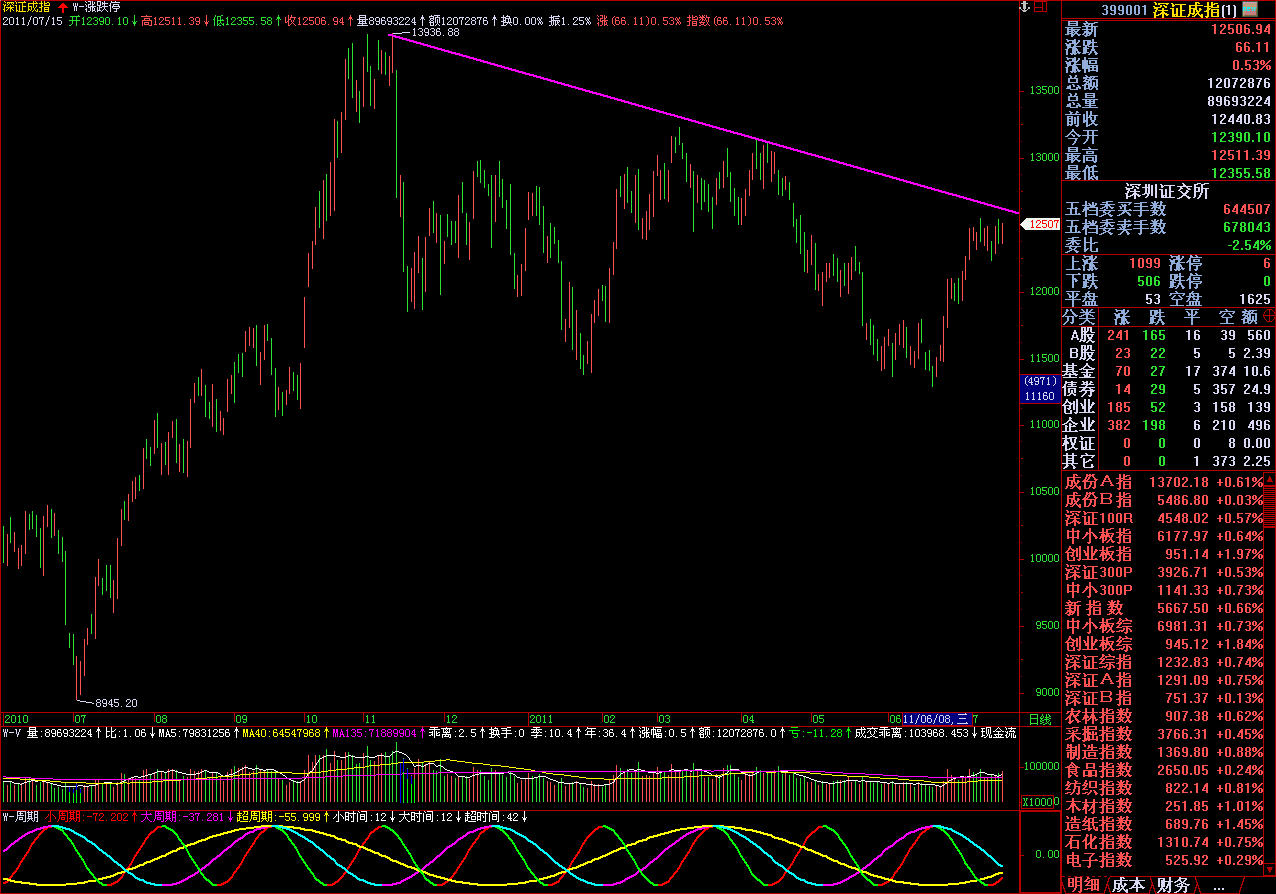 深证成指 ↑ W-涨跌停
2011/07/15 开12390.10↓高12511.39↓低12355.58↑收12506.94↑量89693224↑额12072876↑换0.00% 振1.25% 涨(66.11)0.53% 指数(66.11)0.53%
13936.88
13500
13000
12507
12000
11500
(4971)
11160
11000
10500
10000
9500
9000
8945.20
2010 07 08 09 10 11 12 2011 02 03 04 05 06 11/06/08,三 7 日线
W-V 量:89693224↑比:1.06↓MA5:79831256↑MA40:64547968↑MA135:71889904↑乖离:2.5↑换手:0 季:10.4↑年:36.4↑涨幅:0.5↑额:12072876.0↑亏:-11.28↑成交乖离:103968.453↓现金流
100000
X10000
W-周期 小周期:-72.202↑大周期:-37.281↓超周期:-55.999↑小时间:12↓大时间:12↓超时间:42↓
0.00
399001 深证成指(1)
最新 12506.94
涨跌 66.11
涨幅 0.53%
总额 12072876
总量 89693224
前收 12440.83
今开 12390.10
最高 12511.39
最低 12355.58
深圳证交所
五档委买手数 644507
五档委卖手数 678043
委比 -2.54%
上涨 1099 涨停 6
下跌 506 跌停 0
平盘 53 空盘 1625
分类 涨 跌 平 空 额
A股 241 165 16 39 560
B股 23 22 5 5 2.39
基金 70 27 17 374 10.6
债券 14 29 5 357 24.9
创业 185 52 3 158 139
企业 382 198 6 210 496
权证 0 0 0 8 0.00
其它 0 0 1 373 2.25
成份A指 13702.18 +0.61%
成份B指 5486.80 +0.03%
深证100R 4548.02 +0.57%
中小板指 6177.97 +0.64%
创业板指 951.14 +1.97%
深证300P 3926.71 +0.53%
中小300P 1141.33 +0.73%
新指数 5667.50 +0.66%
中小板综 6981.31 +0.73%
创业板综 945.12 +1.84%
深证综指 1232.83 +0.74%
深证A指 1291.09 +0.75%
深证B指 751.37 +0.13%
农林指数 907.38 +0.62%
采掘指数 3766.31 +0.45%
制造指数 1369.80 +0.88%
食品指数 2650.05 +0.24%
纺织指数 822.14 +0.81%
木材指数 251.85 +1.01%
造纸指数 689.76 +1.45%
石化指数 1310.74 +0.75%
电子指数 525.92 +0.29%
明细 成本 财务 ...